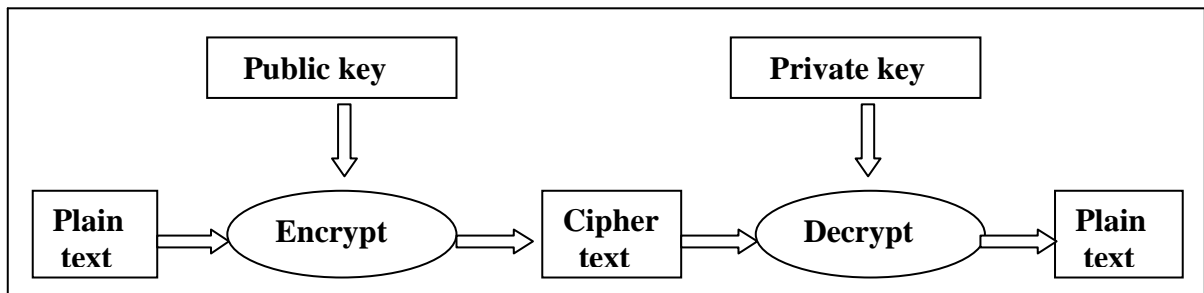 Public key
Private key
Plain
text
Encrypt
Cipher
text
Decrypt
Plain
text